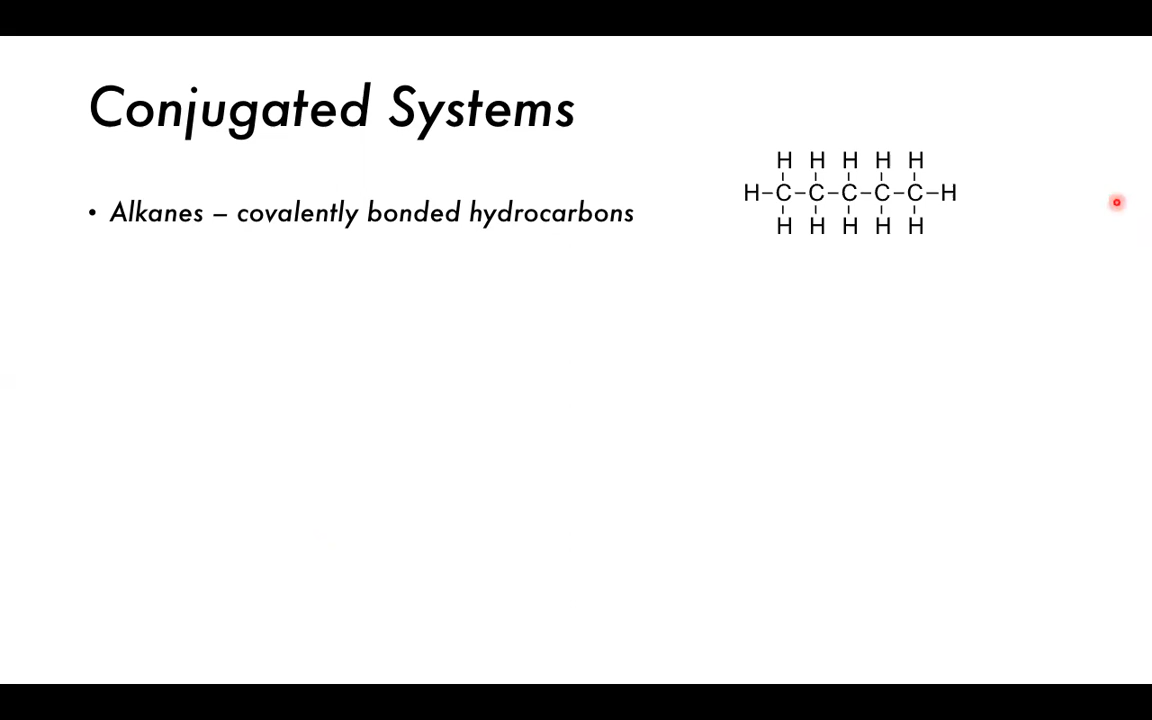 Conjugated Systems
• Alkanes – covalently bonded hydrocarbons
H H H H H
H–C–C–C–C–C–H
H H H H H